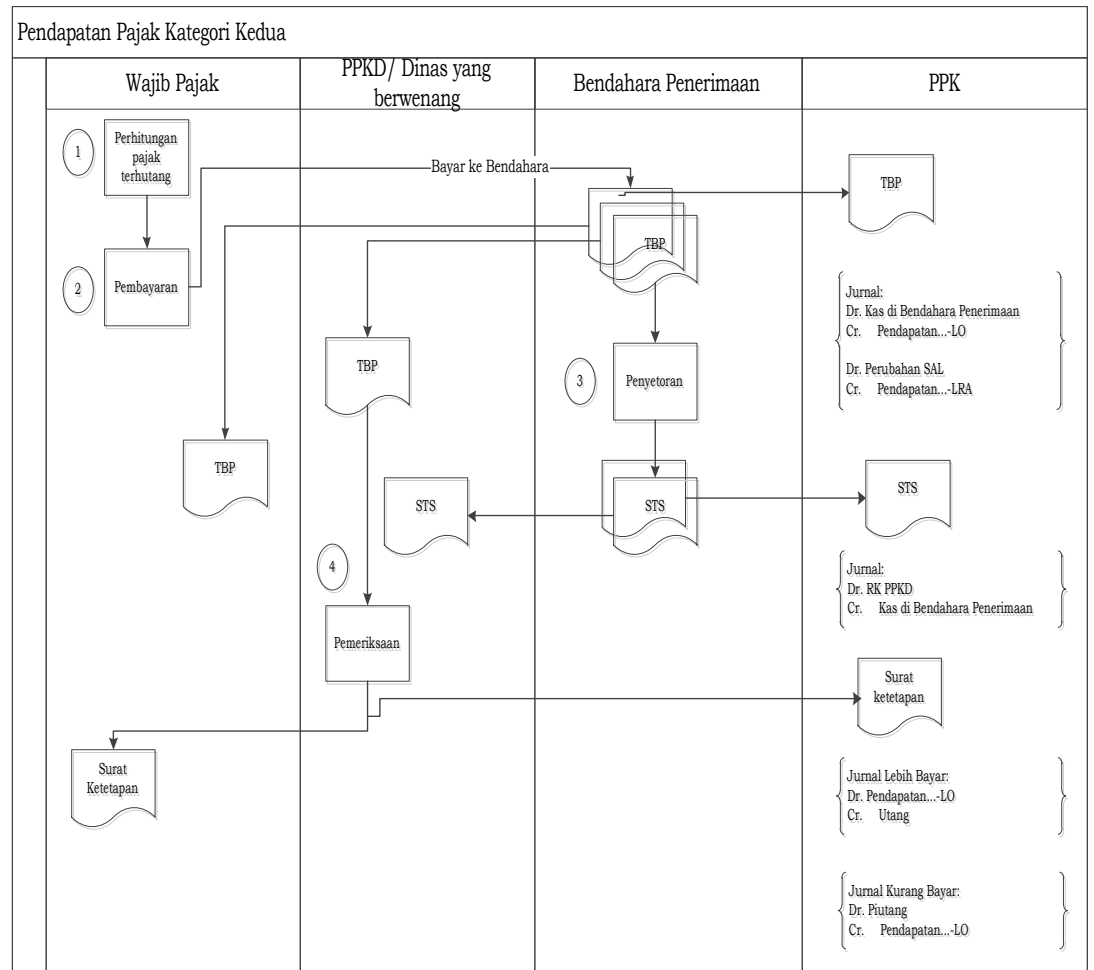 Pendapatan Pajak Kategori Kedua
Wajib Pajak
PPKD/ Dinas yang
berwenang
Bendahara Penerimaan
PPK
1
Perhitungan
pajak
terhutang
Bayar ke Bendahara
TBP
TBP
2
Pembayaran
Jurnal:
Dr. Kas di Bendahara Penerimaan
Cr. Pendapatan...-LO
Dr. Perubahan SAL
Cr. Pendapatan...-LRA
TBP
3
Penyetoran
TBP
STS
STS
STS
4
Jurnal:
Dr. RK PPKD
Cr. Kas di Bendahara Penerimaan
Pemeriksaan
Surat
ketetapan
Surat
Ketetapan
Jurnal Lebih Bayar:
Dr. Pendapatan...-LO
Cr. Utang
Jurnal Kurang Bayar:
Dr. Piutang
Cr. Pendapatan...-LO